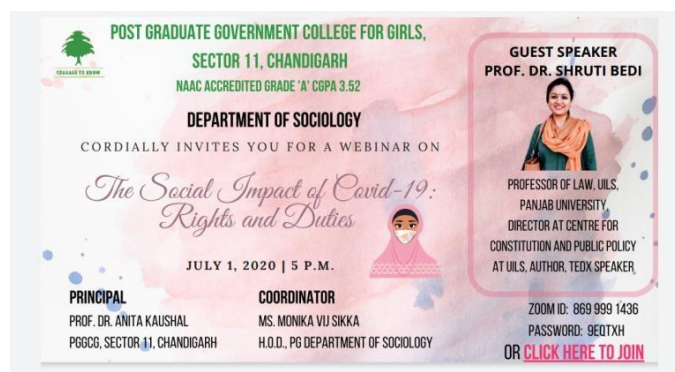 POST GRADUATE GOVERNMENT COLLEGE FOR GIRLS,
SECTOR 11, CHANDIGARH
NAAC ACCREDITED GRADE 'A' CGPA 3.52
COURAGE TO KNOW
DEPARTMENT OF SOCIOLOGY
CORDIALLY INVITES YOU FOR A WEBINAR ON
The Social Impact of Covid-19:
Rights and Duties
JULY 1, 2020 | 5 P.M.
PRINCIPAL
PROF. DR. ANITA KAUSHAL
PGGCG, SECTOR 11, CHANDIGARH
COORDINATOR
MS. MONIKA VIJ SIKKA
H.O.D., PG DEPARTMENT OF SOCIOLOGY
GUEST SPEAKER
PROF. DR. SHRUTI BEDI
PROFESSOR OF LAW, UILS,
PANJAB UNIVERSITY,
DIRECTOR AT CENTRE FOR
CONSTITUTION AND PUBLIC POLICY
AT UILS, AUTHOR, TEDX SPEAKER
ZOOM ID: 869 999 1436
PASSWORD: 9EQTXH
OR CLICK HERE TO JOIN